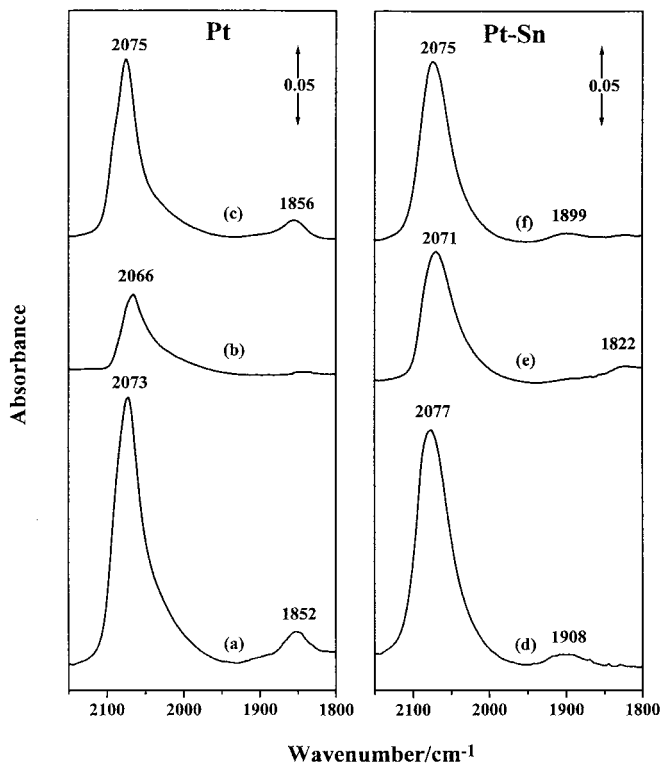 Pt
2075
0.05
1856
(c)
2066
(b)
2073
1852
(a)
2100 2000 1900 1800
Pt-Sn
2075
0.05
1899
(f)
2071
1822
(e)
2077
1908
(d)
2100 2000 1900 1800
Absorbance
Wavenumber/cm-1